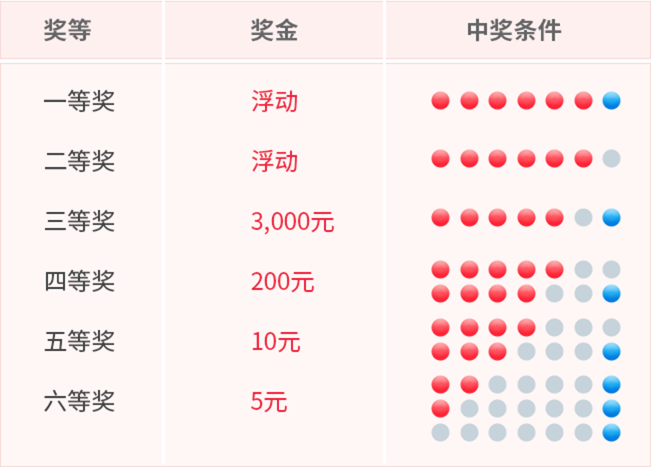 奖等 奖金 中奖条件
一等奖 浮动
二等奖 浮动
三等奖 3,000元
四等奖 200元
五等奖 10元
六等奖 5元